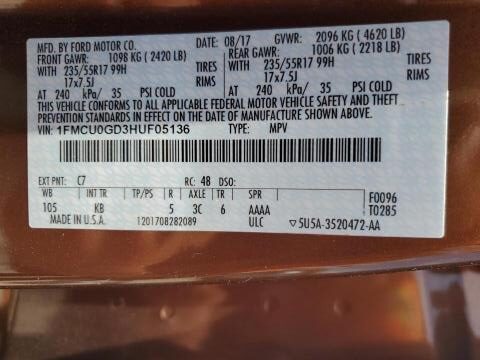 MFD. BY FORD MOTOR CO. 08/17 GVWR: 2096 KG ( 4620 LB)
FRONT GAWR: 1098 KG ( 2420 LB) REAR GAWR: 1006 KG ( 2218 LB)
WITH 235/55R17 99H TIRES WITH 235/55R17 99H TIRES
17x7.5J RIMS 17x7.5J RIMS
AT 240 kPa/ 35 PSI COLD AT 240 kPa/ 35 PSI COLD
THIS VEHICLE CONFORMS TO ALL APPLICABLE FEDERAL MOTOR VEHICLE SAFETY, BUMPER, AND THEFT
PREVENTION STANDARDS IN EFFECT ON THE DATE OF MANUFACTURE SHOWN ABOVE.
VIN: 1FMCU0GD3HUF05136 TYPE: MPV
EXT PNT: C7 RC: 48 DSO:
WB INT TR TP/PS R AXLE TR SPR F0096
105 KB 5 3C 6 AAAA T0285
MADE IN U.S.A. 1201708282089 ULC 5U5A-3520472-AA